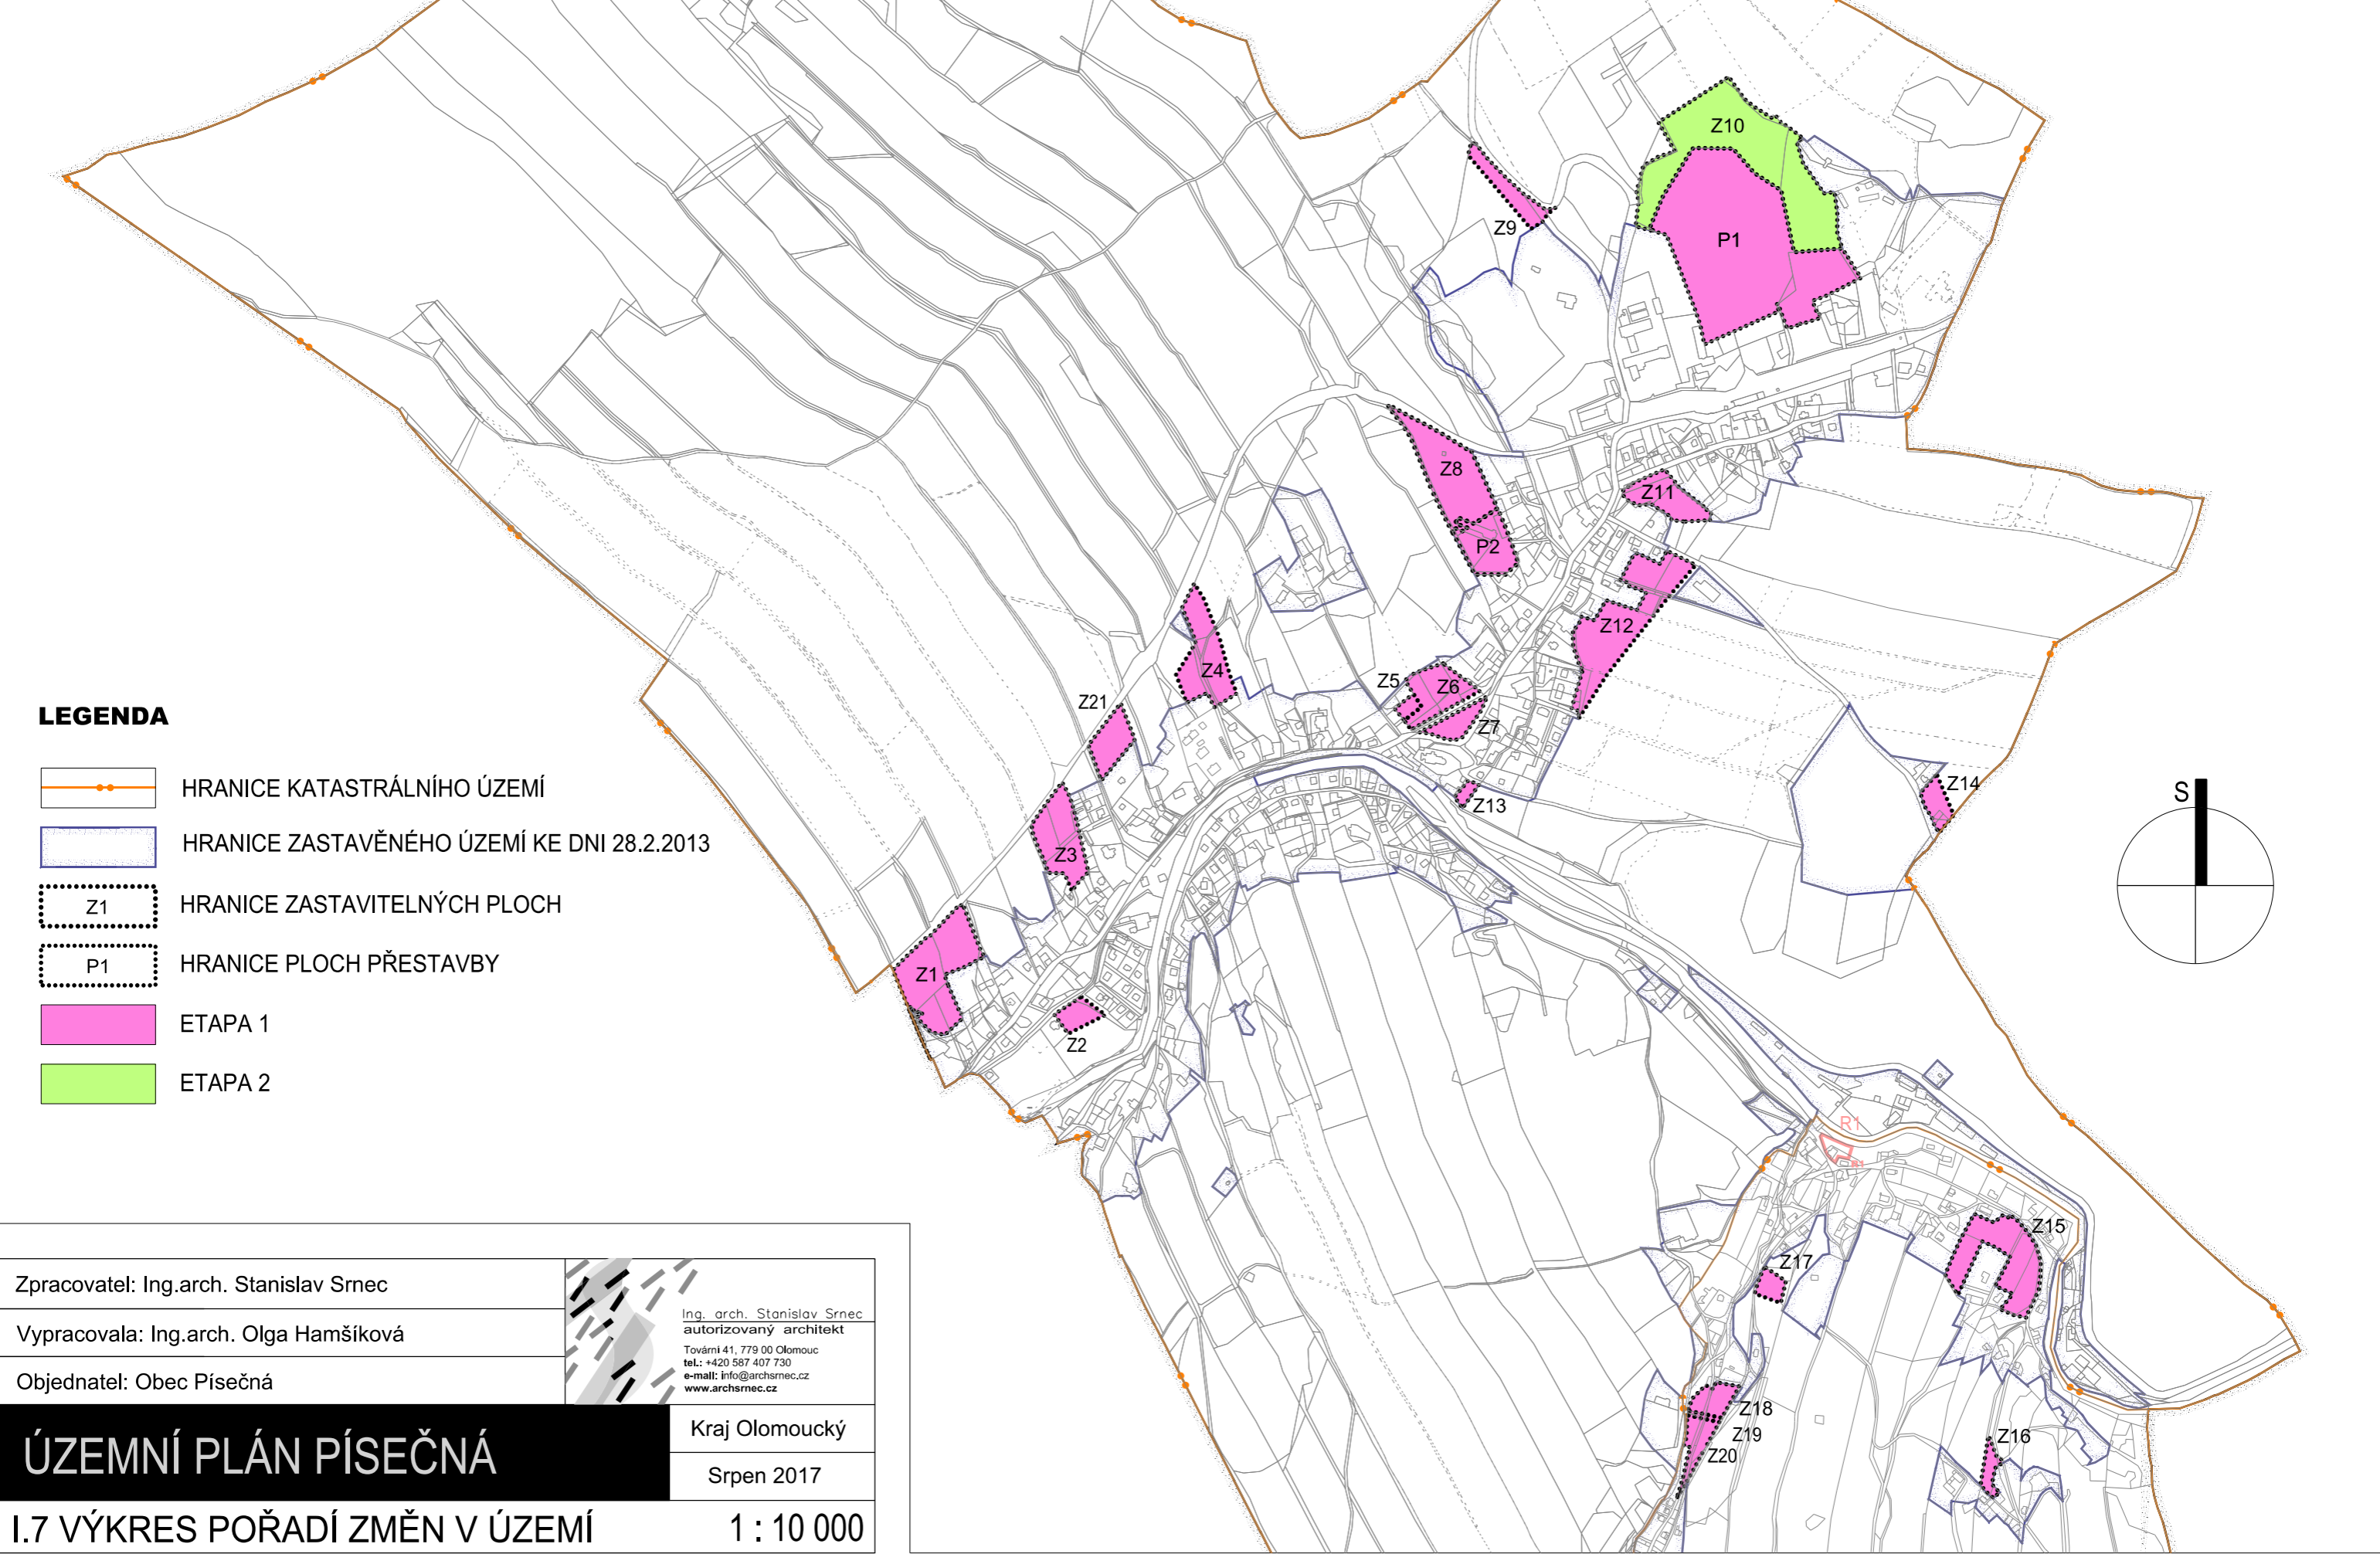 Z10
P1
Z9
Z8
Z11
P2
Z12
Z4
Z5
Z6
Z7
Z21
Z13
Z14
Z3
Z1
Z2
S
R1
Z15
Z17
Z18
Z19
Z20
Z16
LEGENDA
HRANICE KATASTRÁLNÍHO ÚZEMÍ
HRANICE ZASTAVĚNÉHO ÚZEMÍ KE DNI 28.2.2013
Z1 HRANICE ZASTAVITELNÝCH PLOCH
P1 HRANICE PLOCH PŘESTAVBY
ETAPA 1
ETAPA 2
Zpracovatel: Ing.arch. Stanislav Srnec
Vypracovala: Ing.arch. Olga Hamšíková
Objednatel: Obec Písečná
Ing. arch. Stanislav Srnec
autorizovaný architekt
Tovární 41, 779 00 Olomouc
tel.: +420 587 407 730
e-mail: info@archsrnec.cz
www.archsrnec.cz
ÚZEMNÍ PLÁN PÍSEČNÁ
Kraj Olomoucký
Srpen 2017
I.7 VÝKRES POŘADÍ ZMĚN V ÚZEMÍ
1 : 10 000